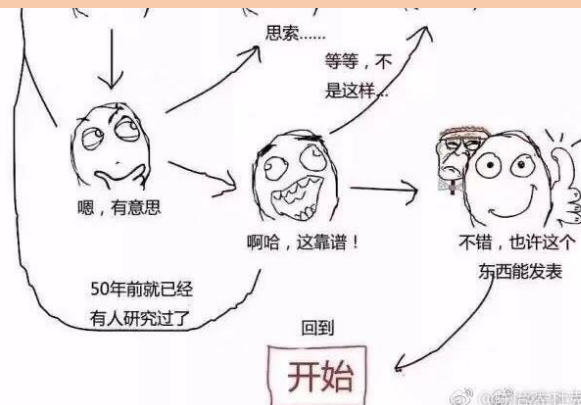 思索......
等等，不
是这样...
嗯，有意思
啊哈，这靠谱！
不错，也许这个
东西能发表
50年前就已经
有人研究过了
回到
开始